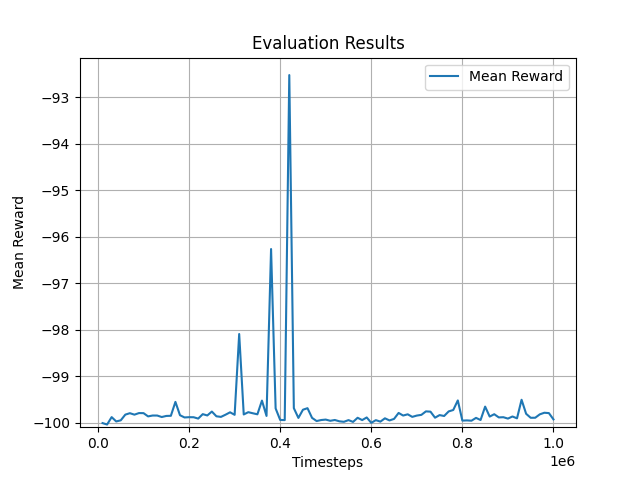 Evaluation Results
Mean Reward
−93
−94
−95
−96
−97
−98
−99
−100
Mean Reward
0.0 0.2 0.4 0.6 0.8 1.0
Timesteps
1e6